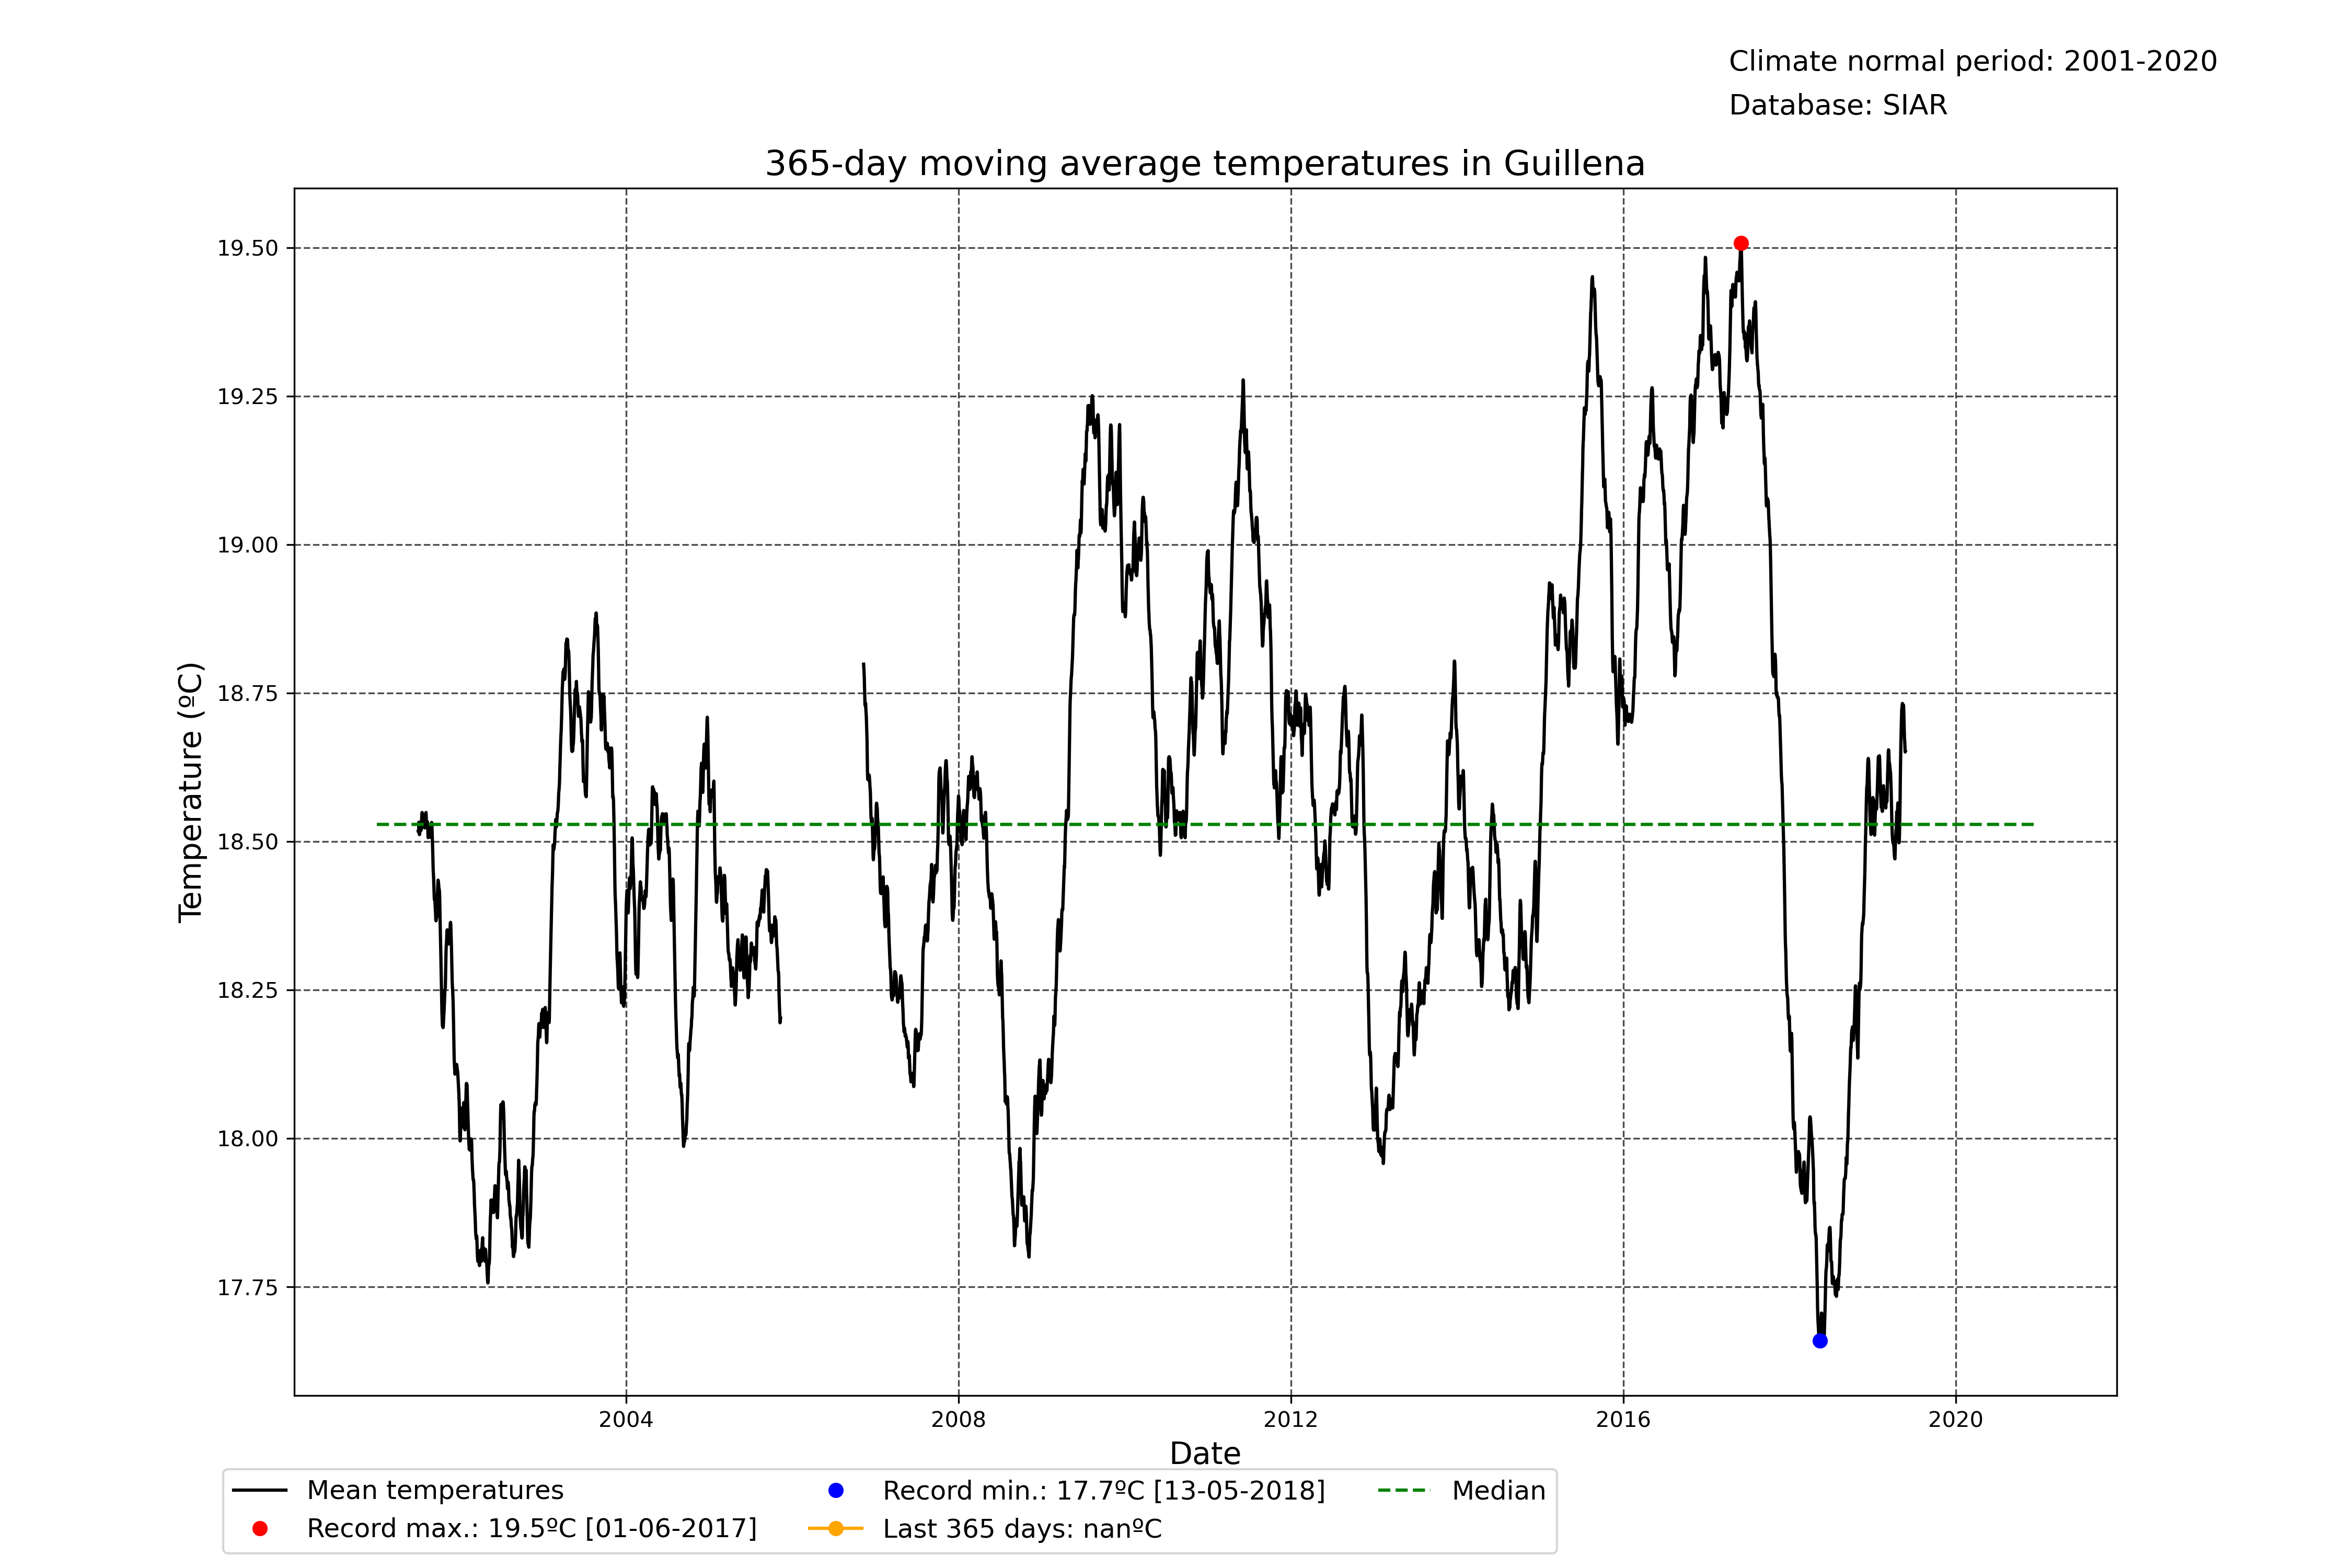 Climate normal period: 2001-2020
Database: SIAR
365-day moving average temperatures in Guillena
19.50
19.25
19.00
18.75
18.50
18.25
18.00
17.75
Temperature (ºC)
2004 2008 2012 2016 2020
Date
Mean temperatures
Record max.: 19.5ºC [01-06-2017]
Record min.: 17.7ºC [13-05-2018]
Last 365 days: nanºC
Median